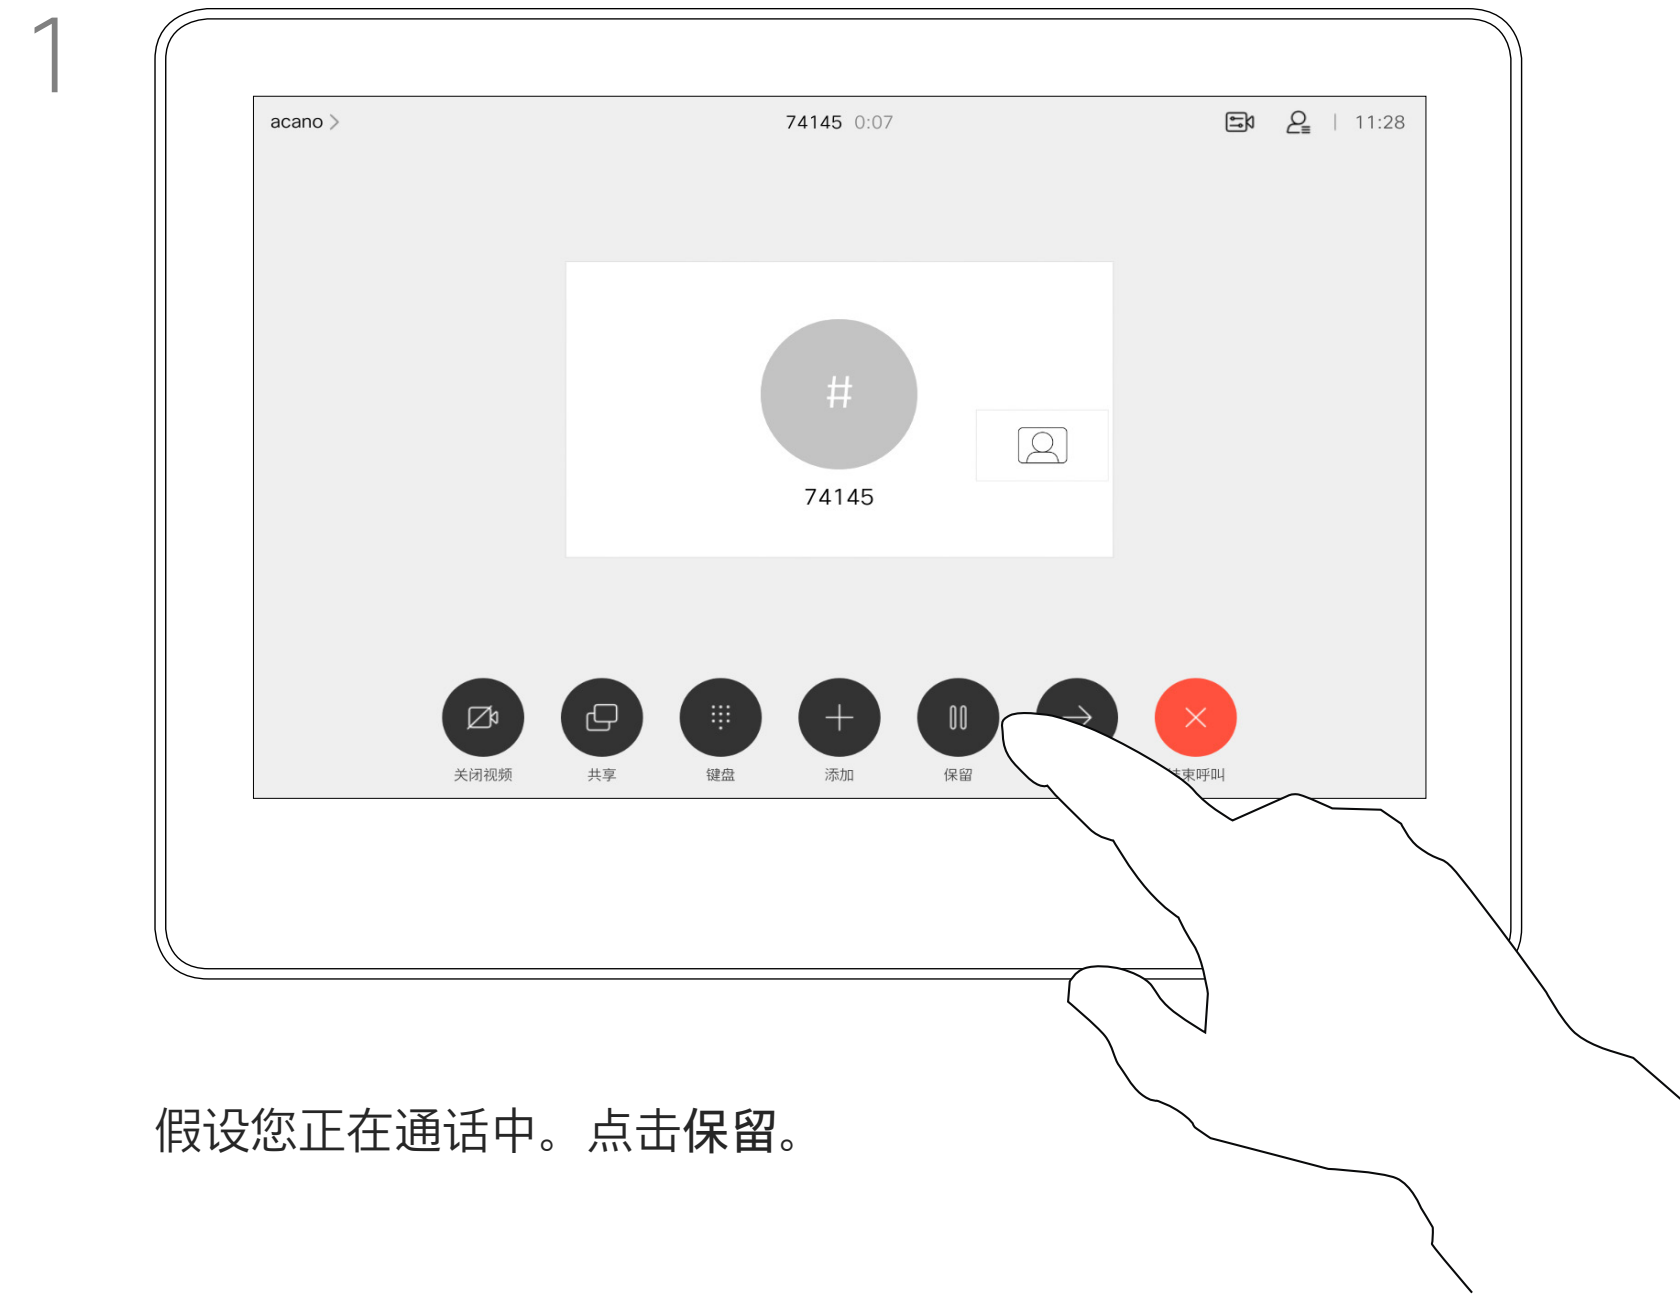 1
acano
74145 0:07
11:28
#
74145
关闭视频 共享 键盘 添加 保留 束呼叫
假设您正在通话中。点击保留。